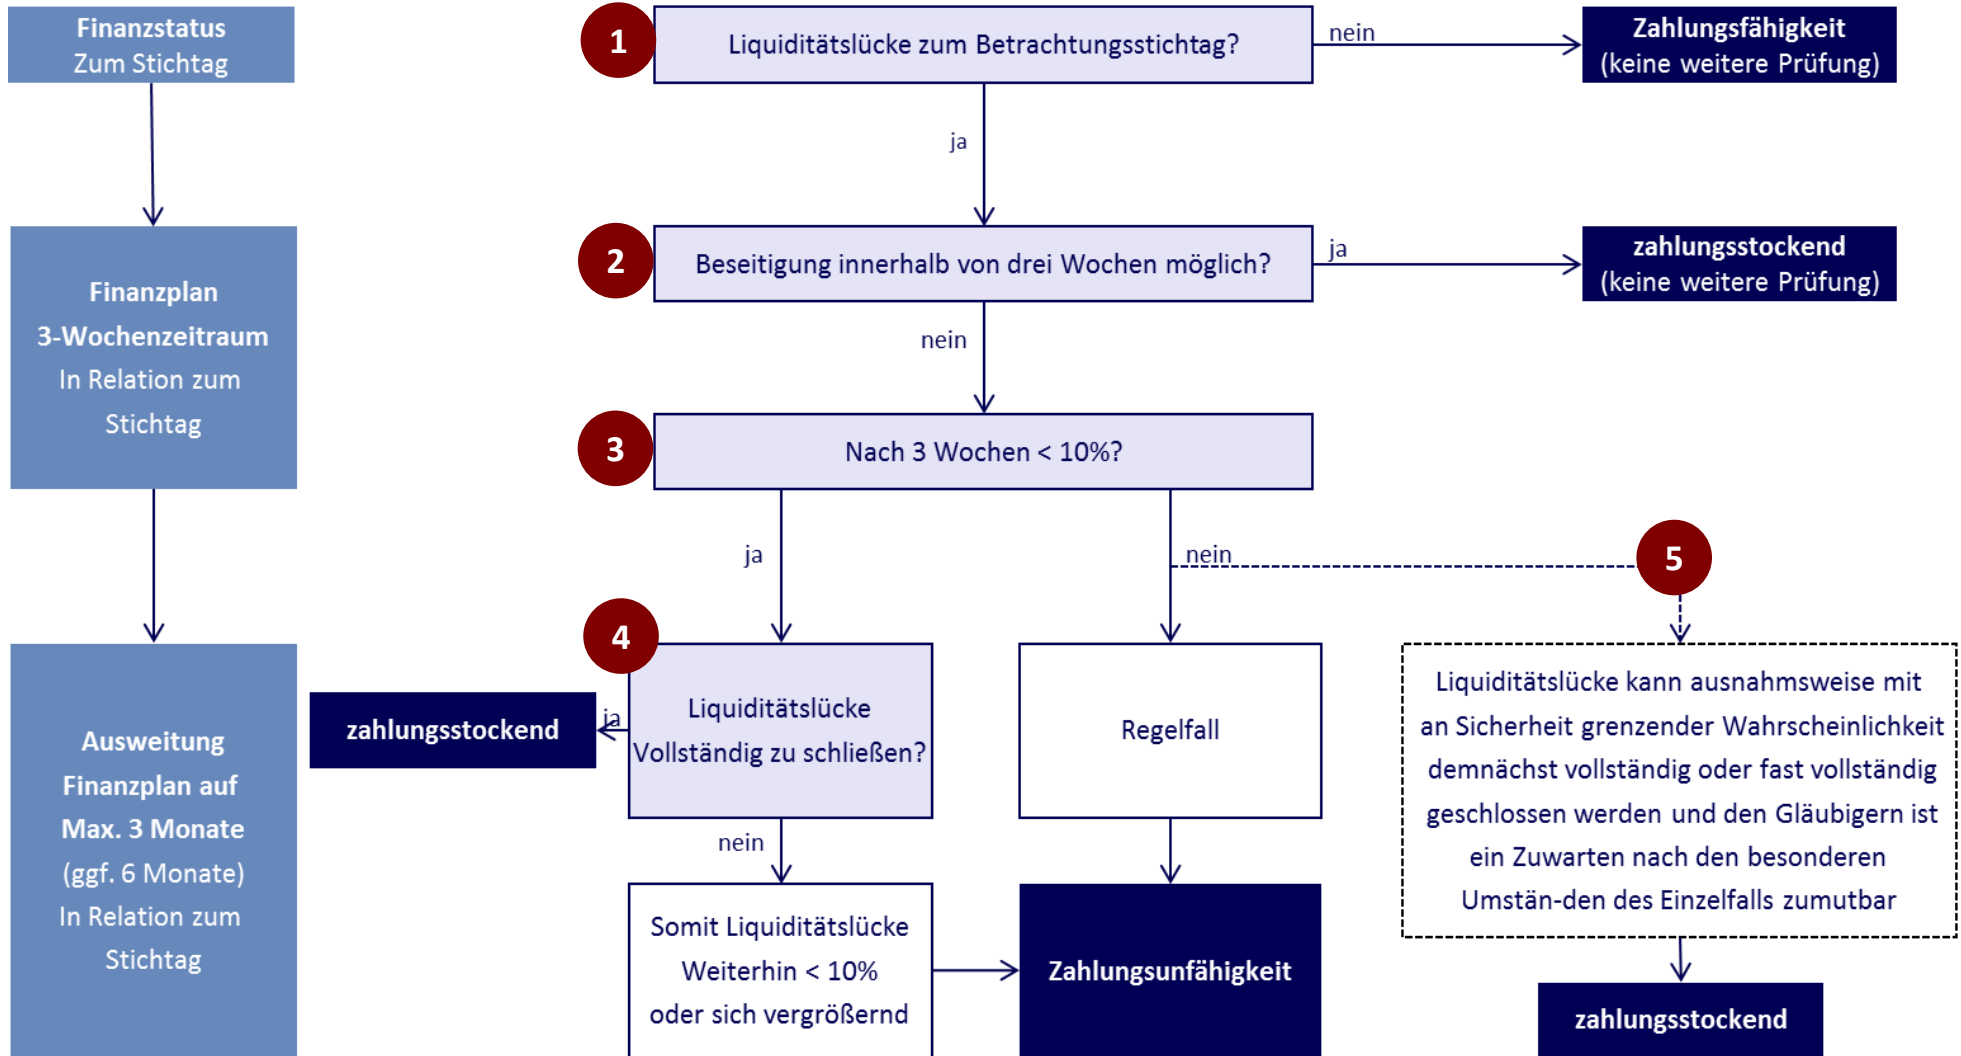 Finanzstatus
Zum Stichtag
1
Liquiditätslücke zum Betrachtungsstichtag?
nein
Zahlungsfähigkeit
(keine weitere Prüfung)
ja
Finanzplan
3-Wochenzeitraum
In Relation zum
Stichtag
2
Beseitigung innerhalb von drei Wochen möglich?
ja
zahlungsstockend
(keine weitere Prüfung)
nein
3
Nach 3 Wochen < 10%?
ja
nein
5
4
Liquiditätslücke
Vollständig zu schließen?
ja
zahlungsstockend
Regelfall
Liquiditätslücke kann ausnahmsweise mit
an Sicherheit grenzender Wahrscheinlichkeit
demnächst vollständig oder fast vollständig
geschlossen werden und den Gläubigern ist
ein Zuwarten nach den besonderen
Umstän-den des Einzelfalls zumutbar
Ausweitung
Finanzplan auf
Max. 3 Monate
(ggf. 6 Monate)
In Relation zum
Stichtag
nein
Somit Liquiditätslücke
Weiterhin < 10%
oder sich vergrößernd
Zahlungsunfähigkeit
zahlungsstockend